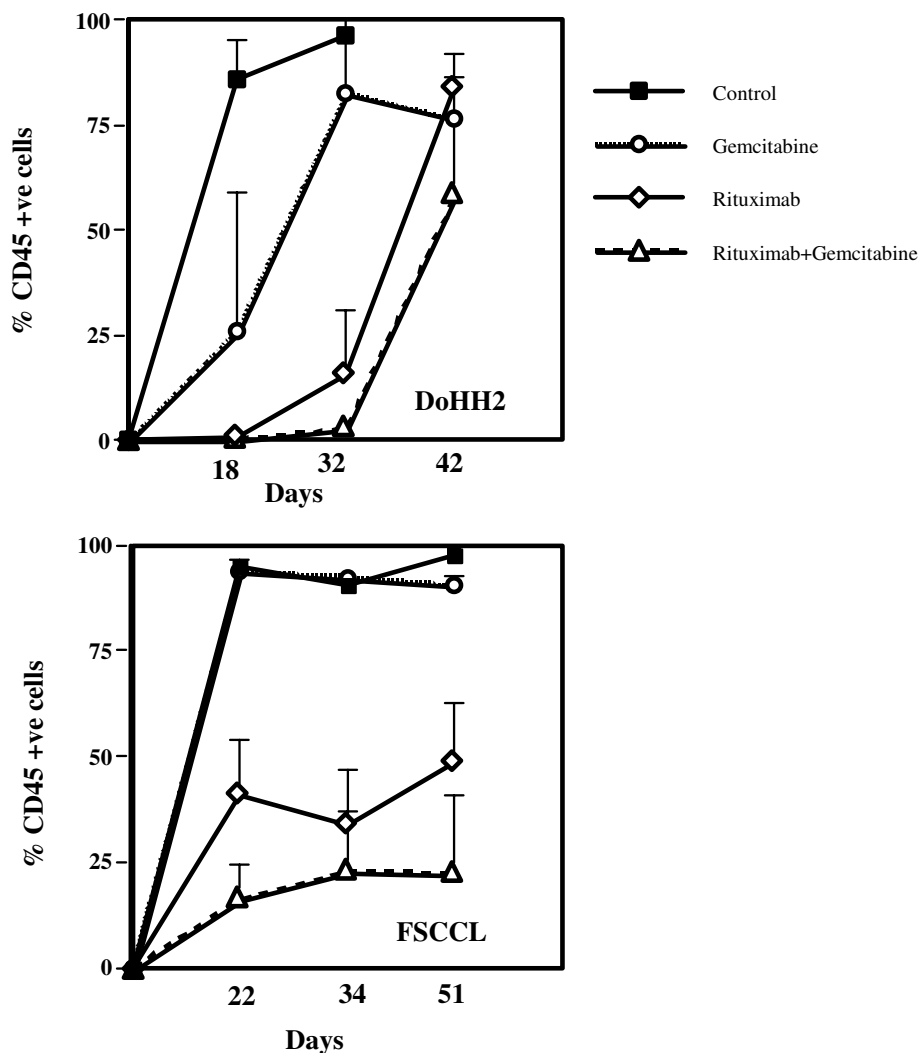 100
75
50
25
0
% CD45 +ve cells
DoHH2
18 32 42
Days
Control
Gemcitabine
Rituximab
Rituximab+Gemcitabine
100
75
50
25
0
% CD45 +ve cells
FSCCL
22 34 51
Days